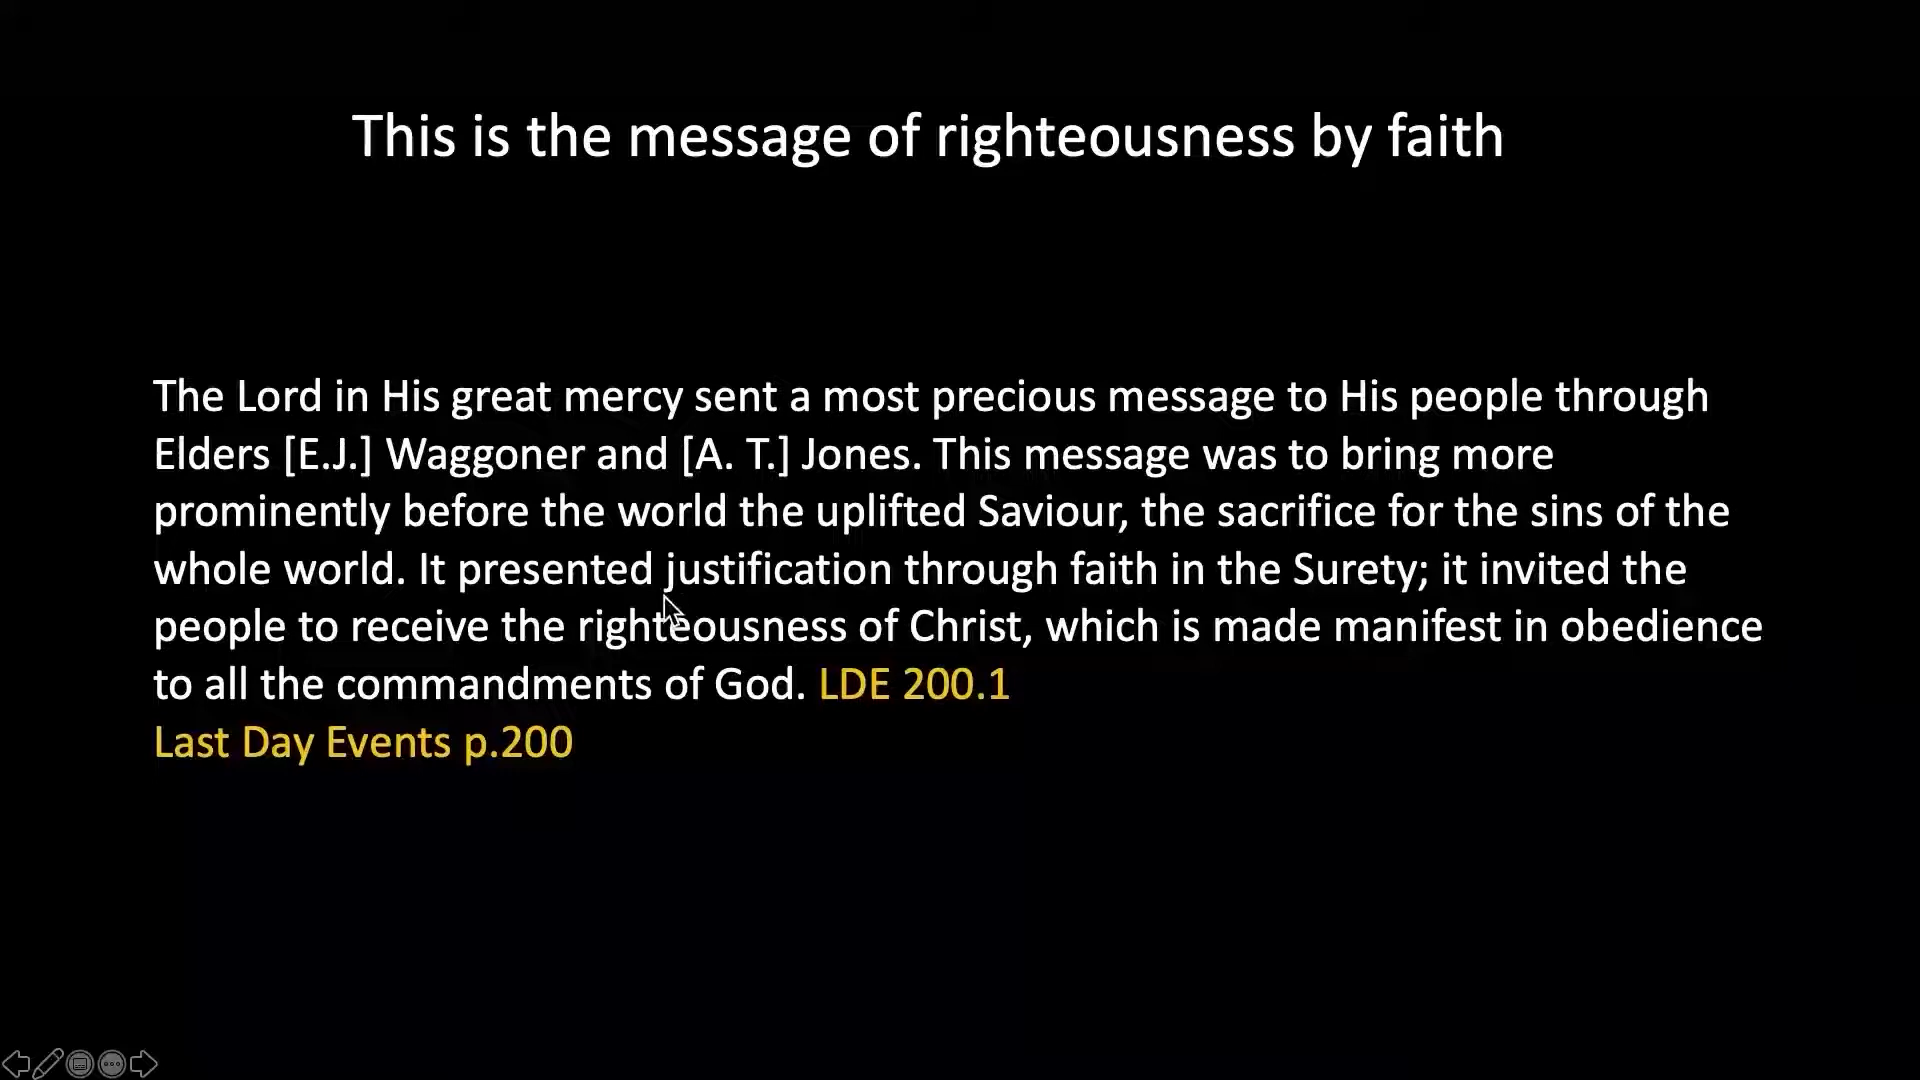 This is the message of righteousness by faith
The Lord in His great mercy sent a most precious message to His people through
Elders [E.J.] Waggoner and [A. T.] Jones. This message was to bring more
prominently before the world the uplifted Saviour, the sacrifice for the sins of the
whole world. It presented justification through faith in the Surety; it invited the
people to receive the righteousness of Christ, which is made manifest in obedience
to all the commandments of God. LDE 200.1
Last Day Events p.200